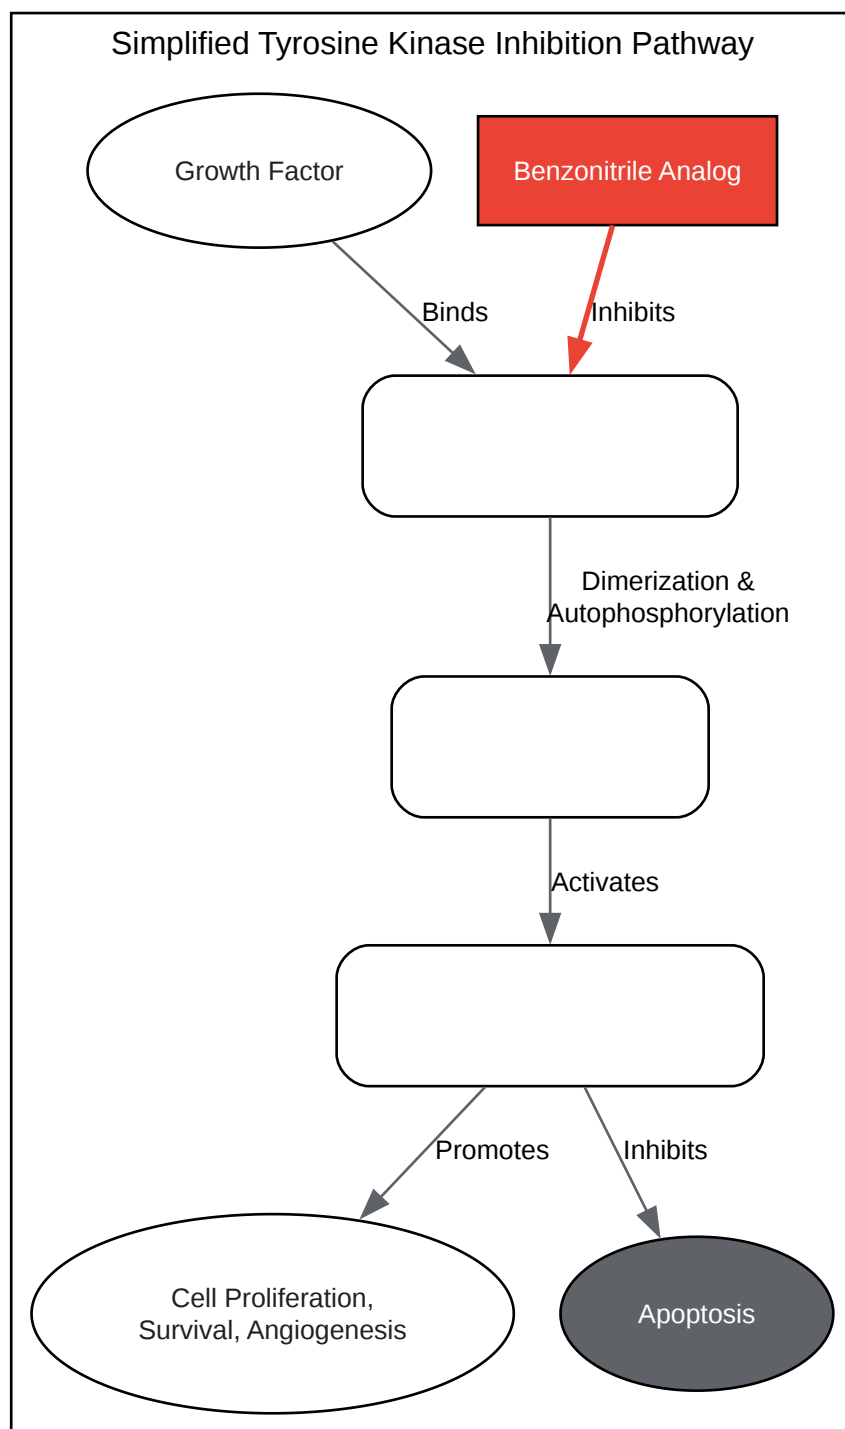 Simplified Tyrosine Kinase Inhibition Pathway
Growth Factor
Benzonitrile Analog
Binds
Inhibits
Dimerization &
Autophosphorylation
Activates
Promotes
Inhibits
Cell Proliferation,
Survival, Angiogenesis
Apoptosis